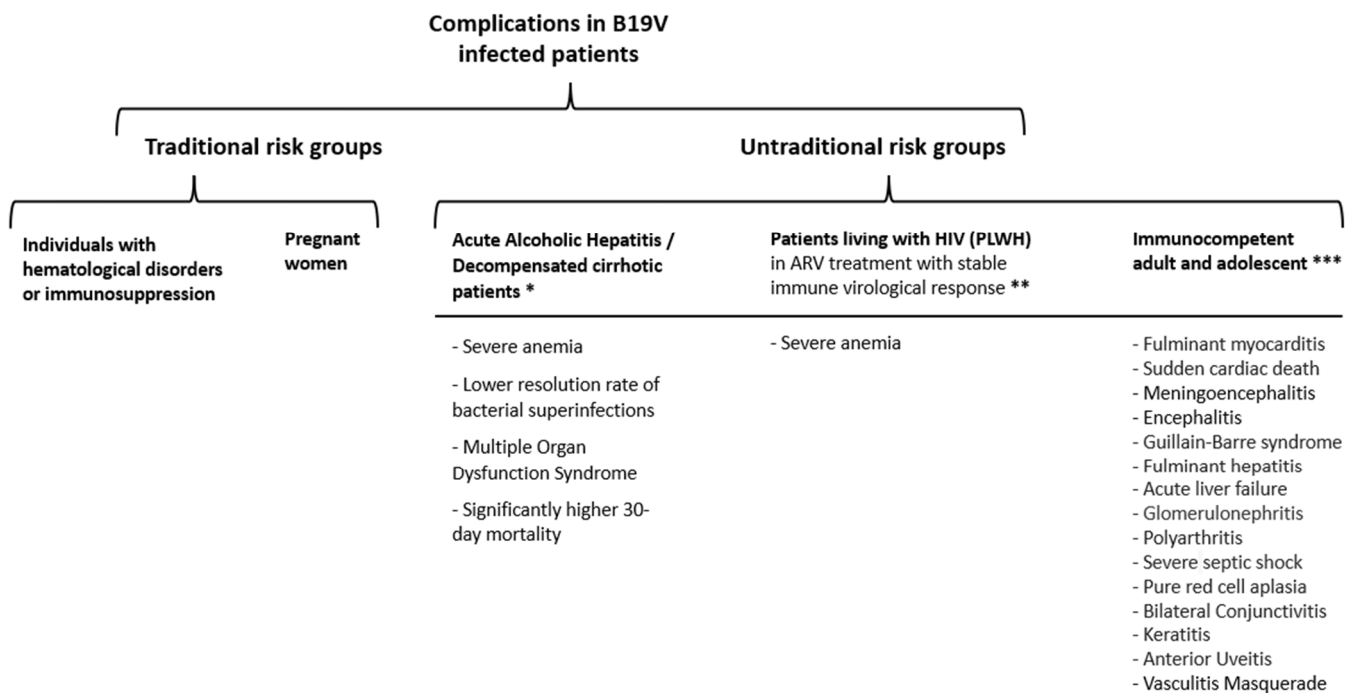 Complications in B19V
infected patients
Traditional risk groups
Untraditional risk groups
Individuals with
hematological disorders
or immunosuppression
Pregnant
women
Acute Alcoholic Hepatitis /
Decompensated cirrhotic
patients *
- Severe anemia
- Lower resolution rate of
bacterial superinfections
- Multiple Organ
Dysfunction Syndrome
- Significantly higher 30-
day mortality
Patients living with HIV (PLWH)
in ARV treatment with stable
immune virological response **
- Severe anemia
Immunocompetent
adult and adolescent ***
- Fulminant myocarditis
- Sudden cardiac death
- Meningoencephalitis
- Encephalitis
- Guillain-Barre syndrome
- Fulminant hepatitis
- Acute liver failure
- Glomerulonephritis
- Polyarthritis
- Severe septic shock
- Pure red cell aplasia
- Bilateral Conjunctivitis
- Keratitis
- Anterior Uveitis
- Vasculitis Masquerade